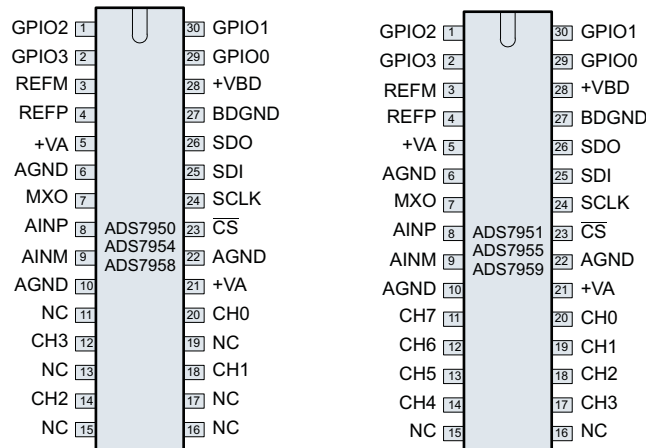 GPIO2 1 30 GPIO1
GPIO3 2 29 GPIO0
REFM 3 28 +VBD
REFP 4 27 BDGND
+VA 5 26 SDO
AGND 6 25 SDI
MXO 7 24 SCLK
AINP 8 ADS7950 23 CS
ADS7954
AINM 9 ADS7958 22 AGND
AGND 10 21 +VA
NC 11 20 CH0
CH3 12 19 NC
NC 13 18 CH1
CH2 14 17 NC
NC 15 16 NC
GPIO2 1 30 GPIO1
GPIO3 2 29 GPIO0
REFM 3 28 +VBD
REFP 4 27 BDGND
+VA 5 26 SDO
AGND 6 25 SDI
MXO 7 24 SCLK
AINP 8 ADS7951 23 CS
ADS7955
AINM 9 ADS7959 22 AGND
AGND 10 21 +VA
CH7 11 20 CH0
CH6 12 19 CH1
CH5 13 18 CH2
CH4 14 17 CH3
NC 15 16 NC